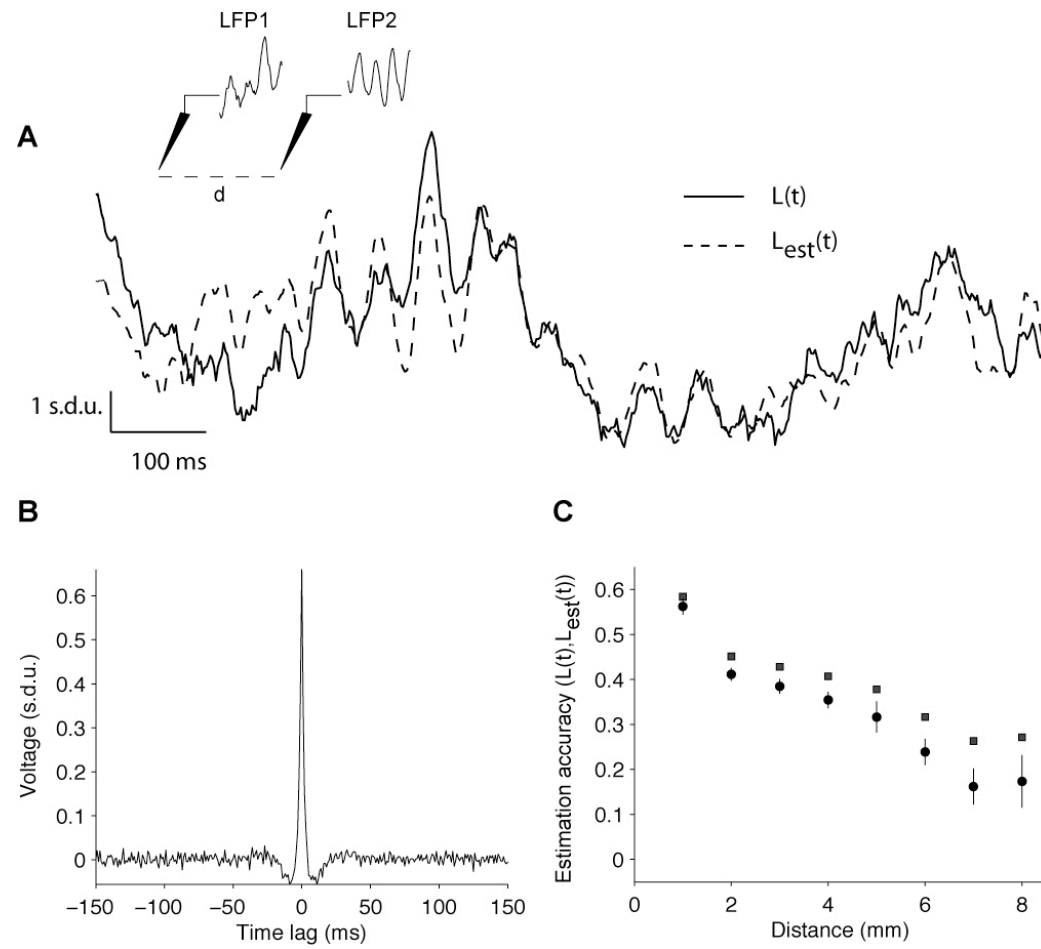 LFP1 LFP2
A
d
L(t)
L_est(t)
1 s.d.u.
100 ms
B
C
Voltage (s.d.u.)
0.6
0.5
0.4
0.3
0.2
0.1
0
−150 −100 −50 0 50 100 150
Time lag (ms)
Estimation accuracy (L(t),L_est(t))
0.6
0.5
0.4
0.3
0.2
0.1
0
0 2 4 6 8
Distance (mm)